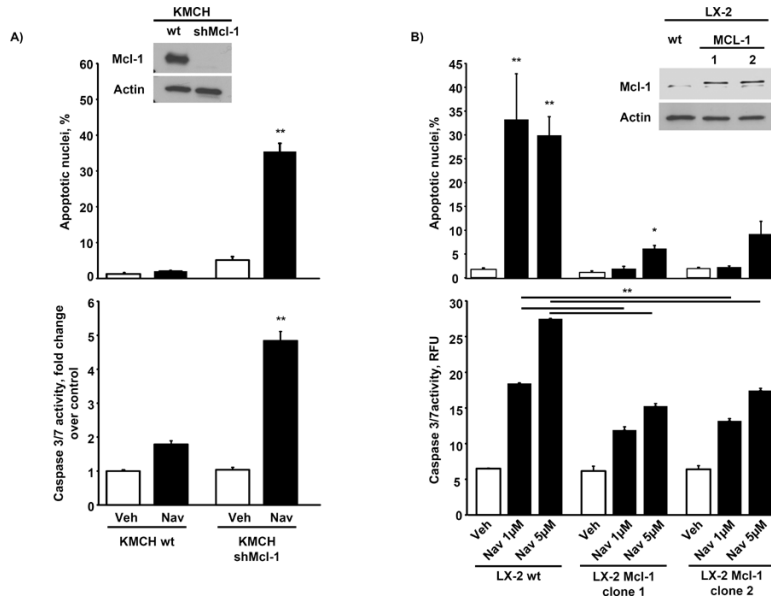 KMCH
A)
wt shMcl-1
Mcl-1
Actin
Apoptotic nuclei, %
60
50
40
30
20
10
0
**
Caspase 3/7 activity, fold change
over control
6
5
4
3
2
1
0
**
Veh Nav Veh Nav
KMCH wt KMCH
shMcl-1
B)
LX-2
wt MCL-1
1 2
Mcl-1
Actin
Apoptotic nuclei, %
45
40
35
30
25
20
15
10
5
0
**
**
*
Caspase 3/7activity, RFU
30
25
20
15
10
5
0
**
Veh Nav 1µM Nav 5µM Veh Nav 1µM Nav 5µM Veh Nav 1µM Nav 5µM
LX-2 wt LX-2 Mcl-1 LX-2 Mcl-1
clone 1 clone 2